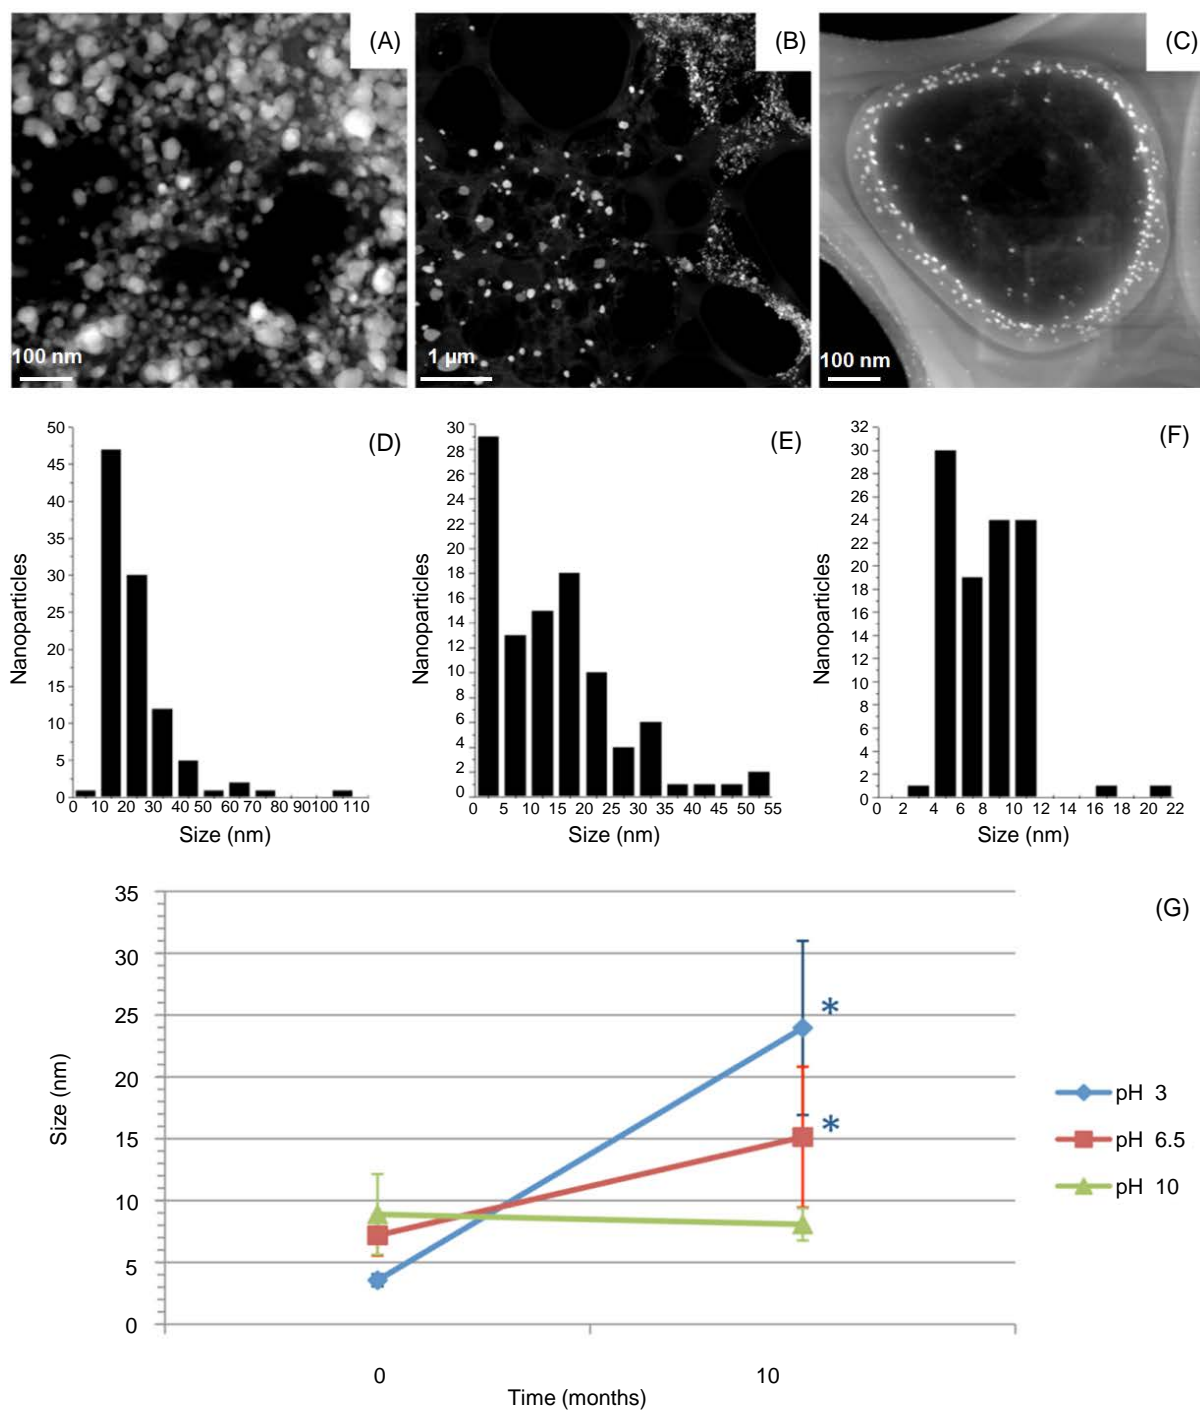 (A)
(B)
(C)
100 nm
1 µm
100 nm
(D)
50
45
40
35
30
25
20
15
10
5
0
Nanoparticles
0 10 20 30 40 50 60 70 80 90 100 110
Size (nm)
(E)
30
28
26
24
22
20
18
16
14
12
10
8
6
4
2
0
Nanoparticles
0 5 10 15 20 25 30 35 40 45 50 55
Size (nm)
(F)
32
30
28
26
24
22
20
18
16
14
12
10
8
6
4
2
0
Nanoparticles
0 2 4 6 8 10 12 14 16 18 20 22
Size (nm)
(G)
35
30
25
20
15
10
5
0
Size (nm)
*
*
pH 3
pH 6.5
pH 10
0 10
Time (months)